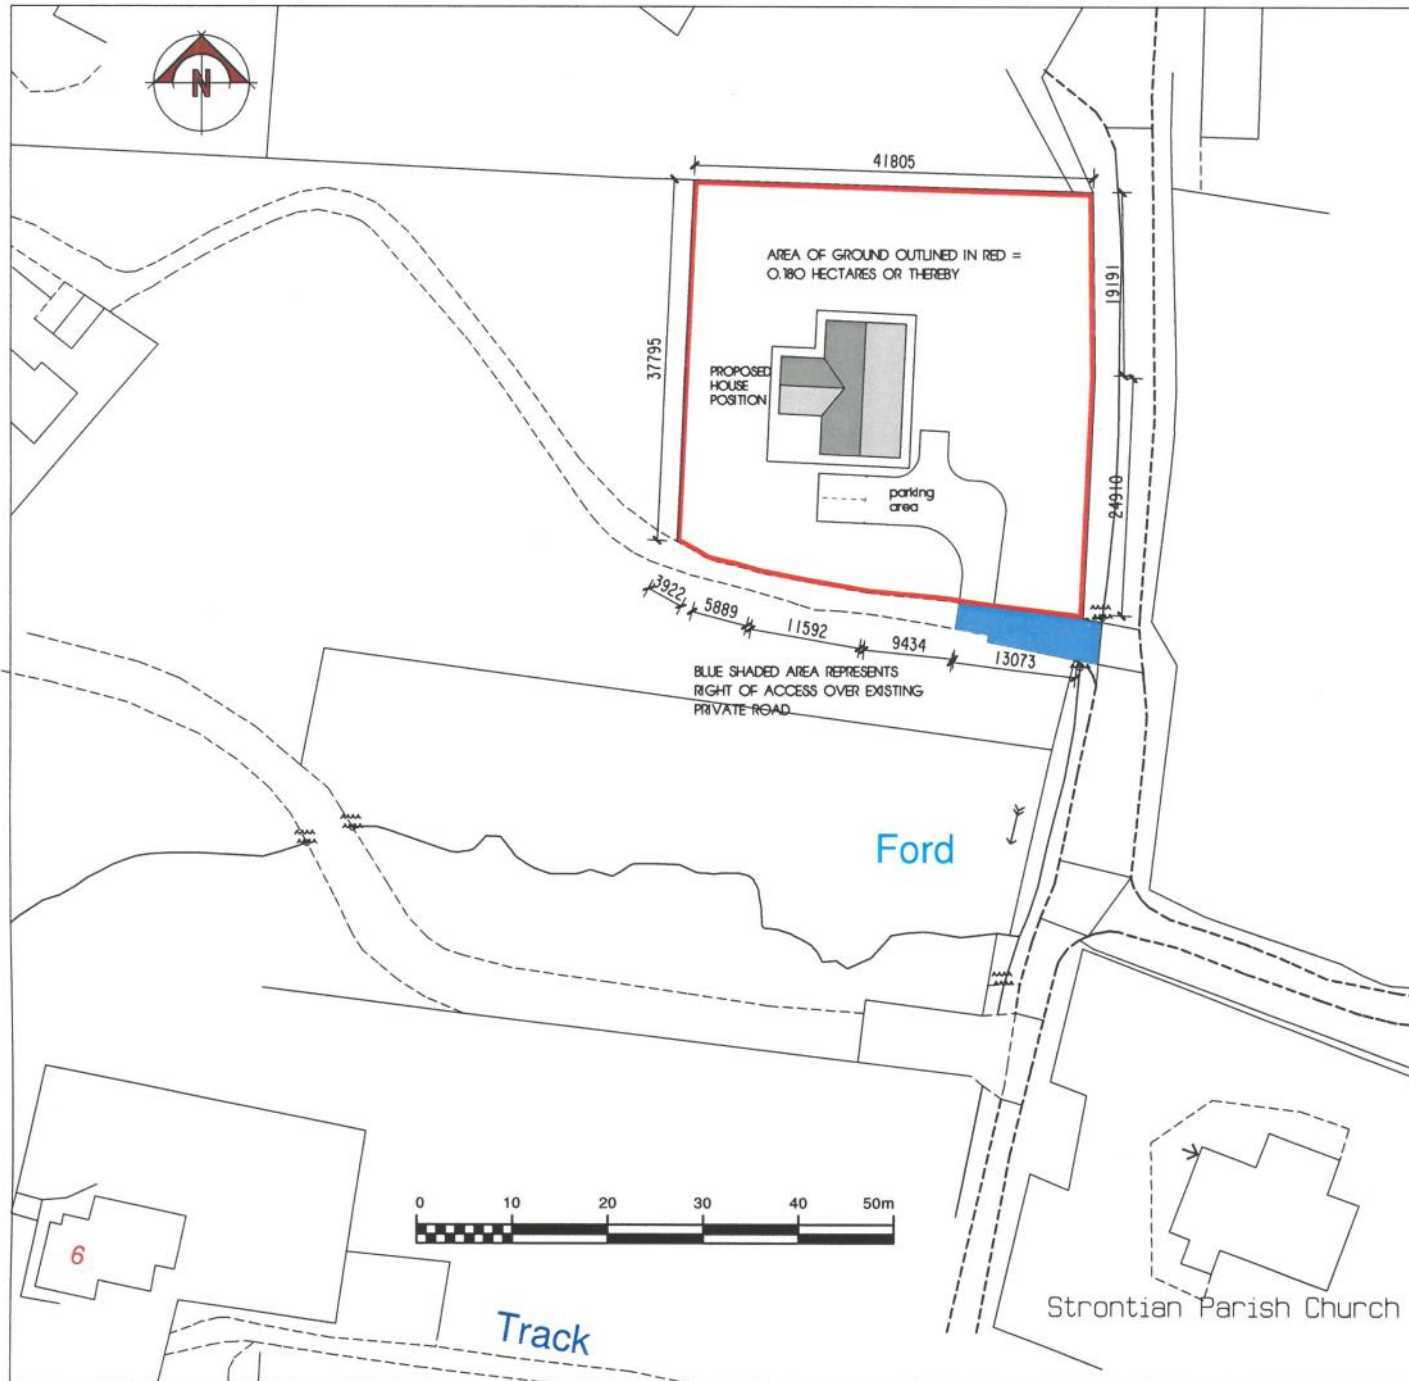 N
41805
AREA OF GROUND OUTLINED IN RED =
0.180 HECTARES OR THEREBY
19191
37795
PROPOSED
HOUSE
POSITION
24910
parking
area
3922
5889
11592
9434
13073
BLUE SHADED AREA REPRESENTS
RIGHT OF ACCESS OVER EXISTING
PRIVATE ROAD
Ford
0 10 20 30 40 50m
6
Strontian Parish Church
Track